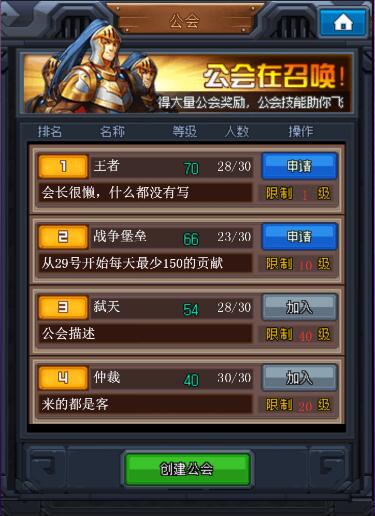 公会
公会在召唤!
得大量公会奖励，公会技能助你飞
排名 名称 等级 人数 操作
1 王者 70 28/30 申请
会长很懒，什么都没有写 限制 1 级
2 战争堡垒 66 23/30 申请
从29号开始每天最少150的贡献 限制 10 级
3 弑天 54 28/30 加入
公会描述 限制 40 级
4 仲裁 40 30/30 加入
来的都是客 限制 20 级
创建公会